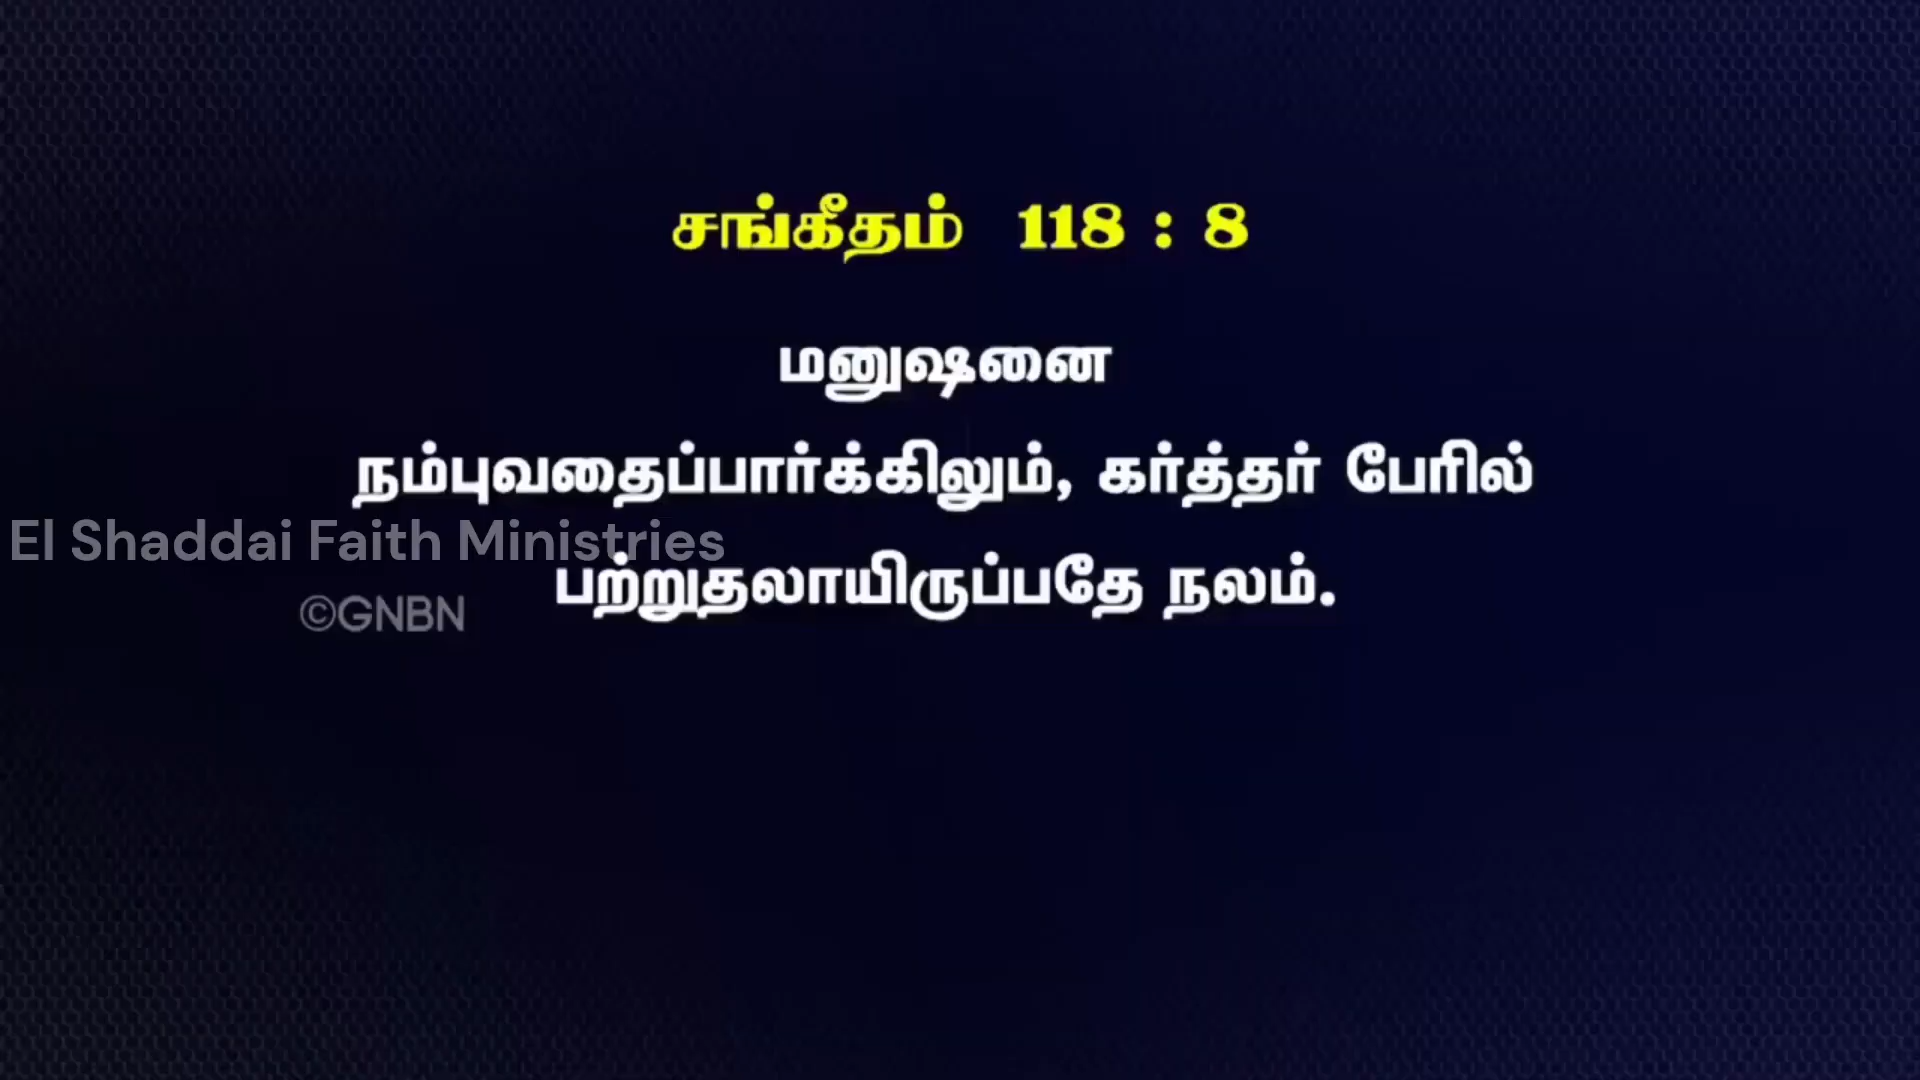 சங்கீதம் 118 : 8
மனுஷனை
நம்புவதைப்பார்க்கிலும், கர்த்தர் பேரில்
El Shaddai Faith Ministries
பற்றுதலாயிருப்பதே நலம்.
©GNBN